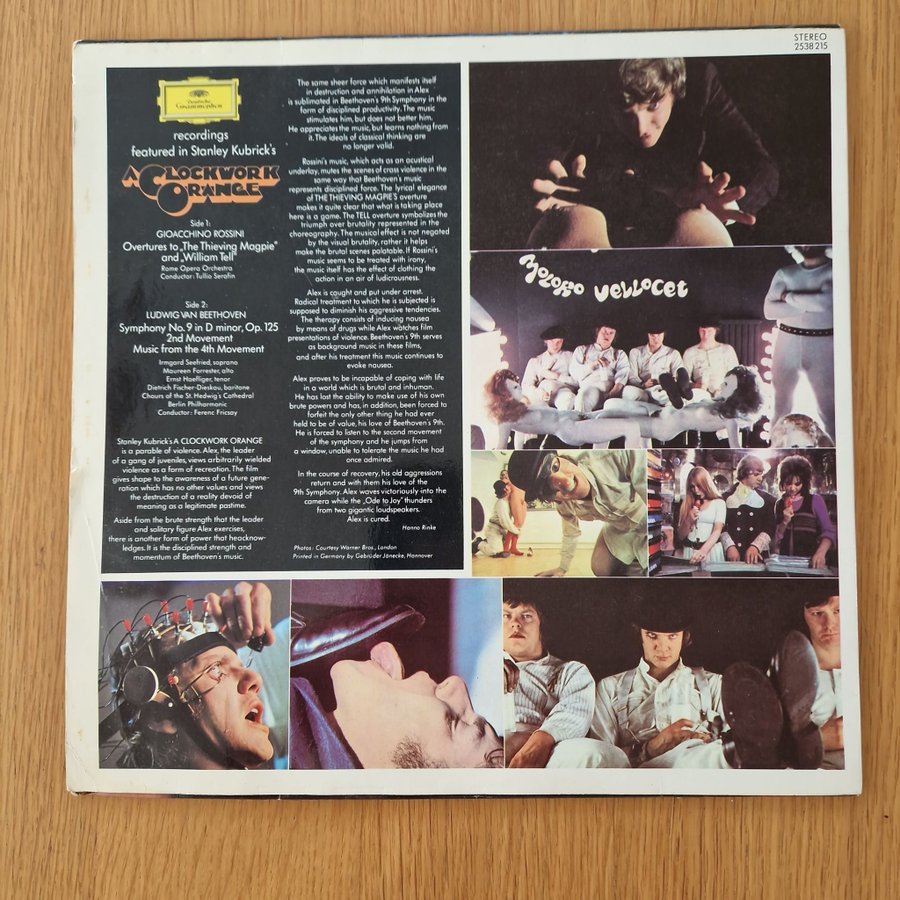 STEREO
2538 215
Deutsche
Grammophon
recordings
featured in Stanley Kubrick's
A CLOCKWORK
ORANGE
Side 1:
GIOACCHINO ROSSINI
Overtures to „The Thieving Magpie"
and „William Tell"
Rome Opera Orchestra
Conductor: Tullio Serafin
Side 2:
LUDWIG VAN BEETHOVEN
Symphony No. 9 in D minor, Op. 125
2nd Movement
Music from the 4th Movement
Irmgard Seefried, soprano
Maureen Forrester, alto
Ernst Haefliger, tenor
Dietrich Fischer-Dieskau, baritone
Choirs of the St. Hedwig's Cathedral
Berlin Philharmonic
Conductor: Ferenc Fricsay
Stanley Kubrick's A CLOCKWORK ORANGE
is a parable of violence. Alex, the leader
of a gang of juveniles, views arbitrarily wielded
violence as a form of recreation. The film
gives shape to the awareness of a future gene-
ration which has no other values and views
the destruction of a reality devoid of
meaning as a legitimate pastime.
Aside from the brute strength that the leader
and solitary figure Alex exercises,
there is another form of power that he acknow-
ledges. It is the disciplined strength and
momentum of Beethoven's music.
The same sheer force which manifests itself
in destruction and annihilation in Alex
is sublimated in Beethoven's 9th Symphony in the
form of disciplined productivity. The music
stimulates him, but does not better him.
He appreciates the music, but learns nothing from
it. The ideals of classical thinking are
no longer valid.
Rossini's music, which acts as an acustical
underlay, mutes the scenes of crass violence in the
same way that Beethoven's 9th Symphony music
represents disciplined force. The lyrical elegance
of THE THIEVING MAGPIE'S overture
makes it quite clear that what is taking place
here is a game. The TELL overture symbolizes the
triumph over brutality represented in the
choreography. The musical effect is not negated
by the visual brutality, rather it helps
make the brutal scenes palatable. If Rossini's
music seems to be treated with irony,
the music itself has the effect of clothing the
action in an air of ludicrousness.
Alex is caught and put under arrest.
Radical treatment to which he is subjected is
supposed to diminish his aggressive tendencies.
The therapy consists of inducing nausea
by means of drugs while Alex watches film
presentations of violence. Beethoven's 9th serves
as background music in these films,
and after his treatment this music continues to
evoke nausea.
Alex proves to be incapable of coping with life
in a world which is brutal and inhuman.
He has lost the ability to make use of his own
brute powers and has, in addition, been forced to
forfeit the only other thing he had ever
held to be of value, his love of Beethoven's 9th.
He is forced to listen to the second movement
of the symphony and he jumps from
a window, unable to tolerate the music he had
once admired.
In the course of recovery, his old aggressions
return and with them his love of the
9th Symphony. Alex waves victoriously into the
camera while the „Ode to Joy" thunders
from two gigantic loudspeakers.
Alex is cured.
Hanno Rinke
Photos: Courtesy Warner Bros., London
Printed in Germany by Gebrüder Jänecke, Hannover
MOLOKO VELLOCET